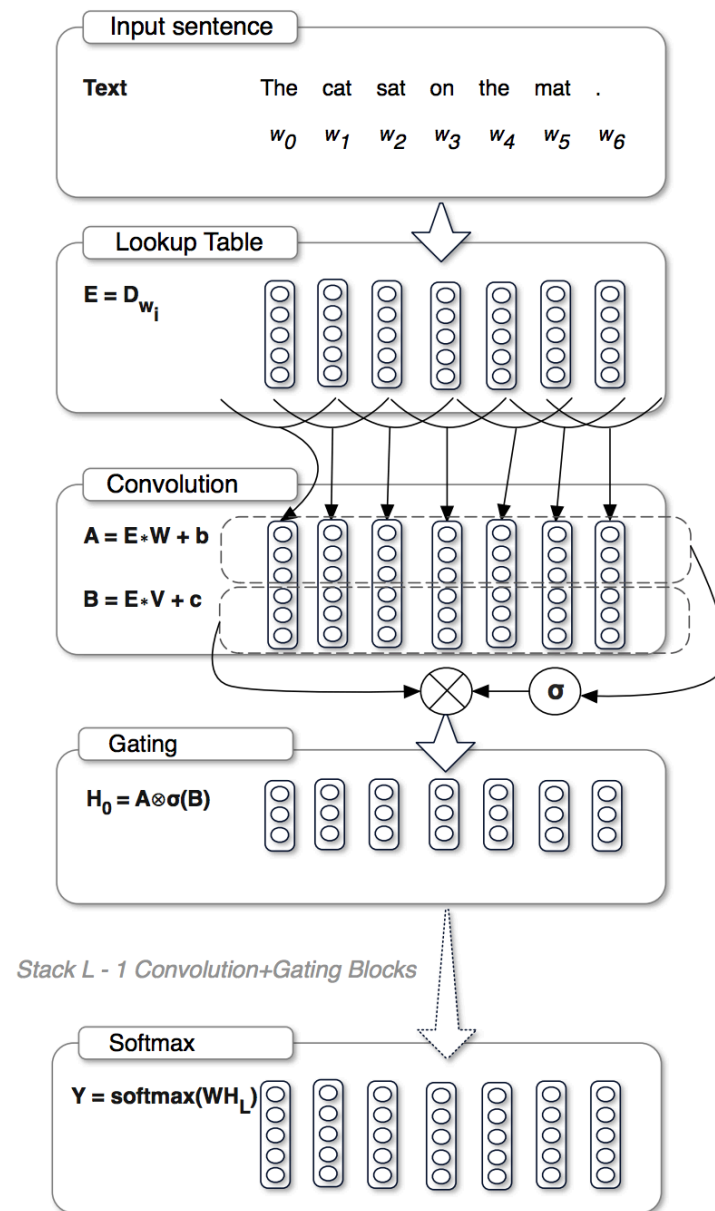 Input sentence
Text The cat sat on the mat .
w0 w1 w2 w3 w4 w5 w6
Lookup Table
E = Dwi
Convolution
A = E*W + b
B = E*V + c
σ
Gating
H0 = A⊗σ(B)
Stack L - 1 Convolution+Gating Blocks
Softmax
Y = softmax(WHL)